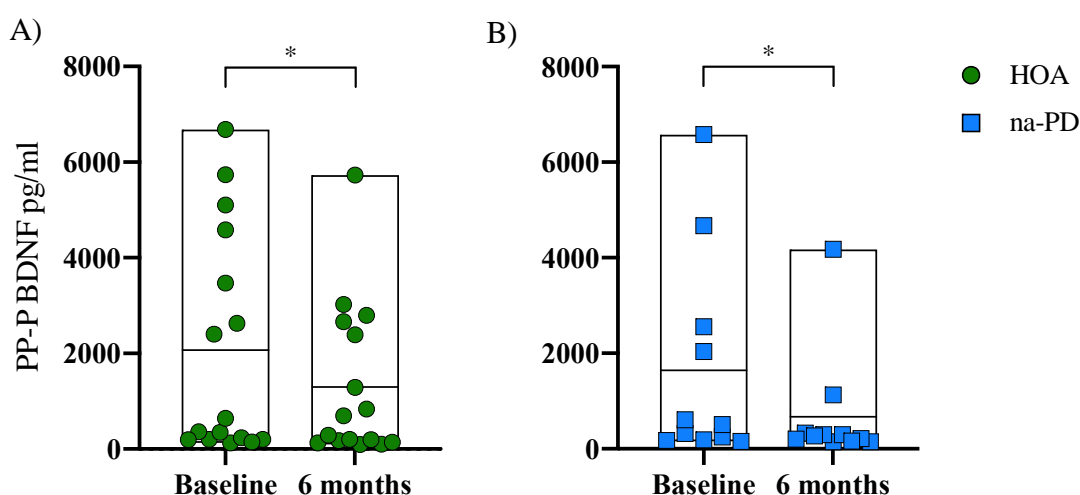 A)
B)
*
*
HOA
na-PD
PP-P BDNF pg/ml
8000
6000
4000
2000
0
Baseline 6 months
8000
6000
4000
2000
0
Baseline 6 months